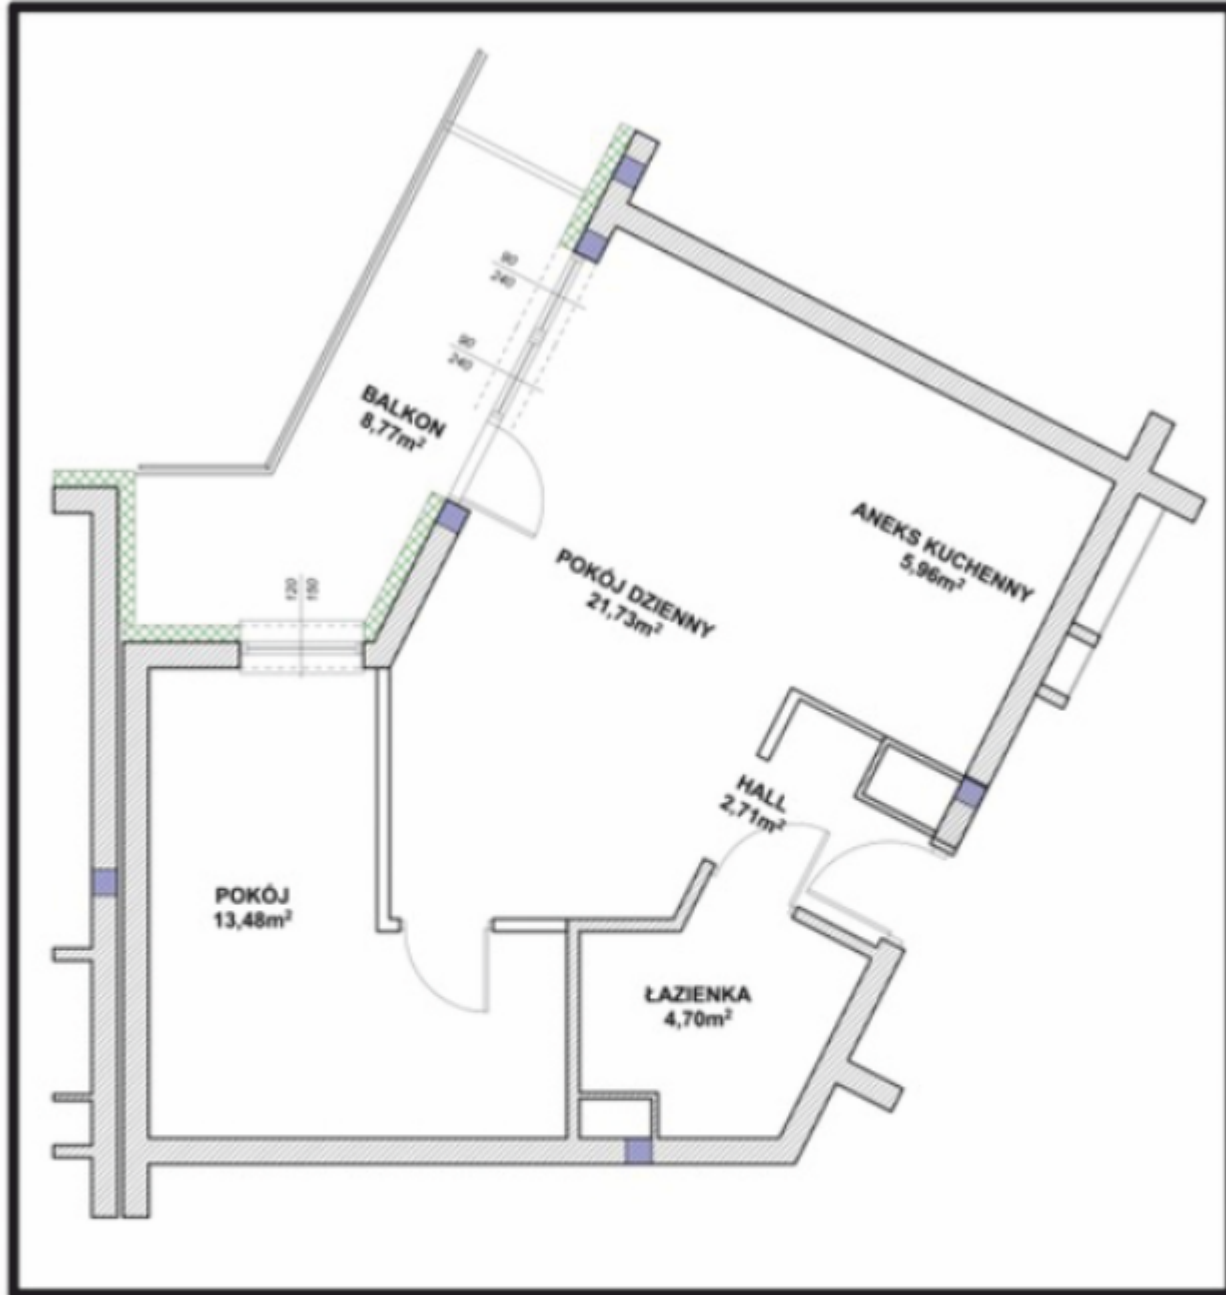 90
240
90
240
BALKON
8,77m²
120
150
POKÓJ DZIENNY
21,73m²
ANEKS KUCHENNY
5,96m²
HALL
2,71m²
POKÓJ
13,48m²
ŁAZIENKA
4,70m²